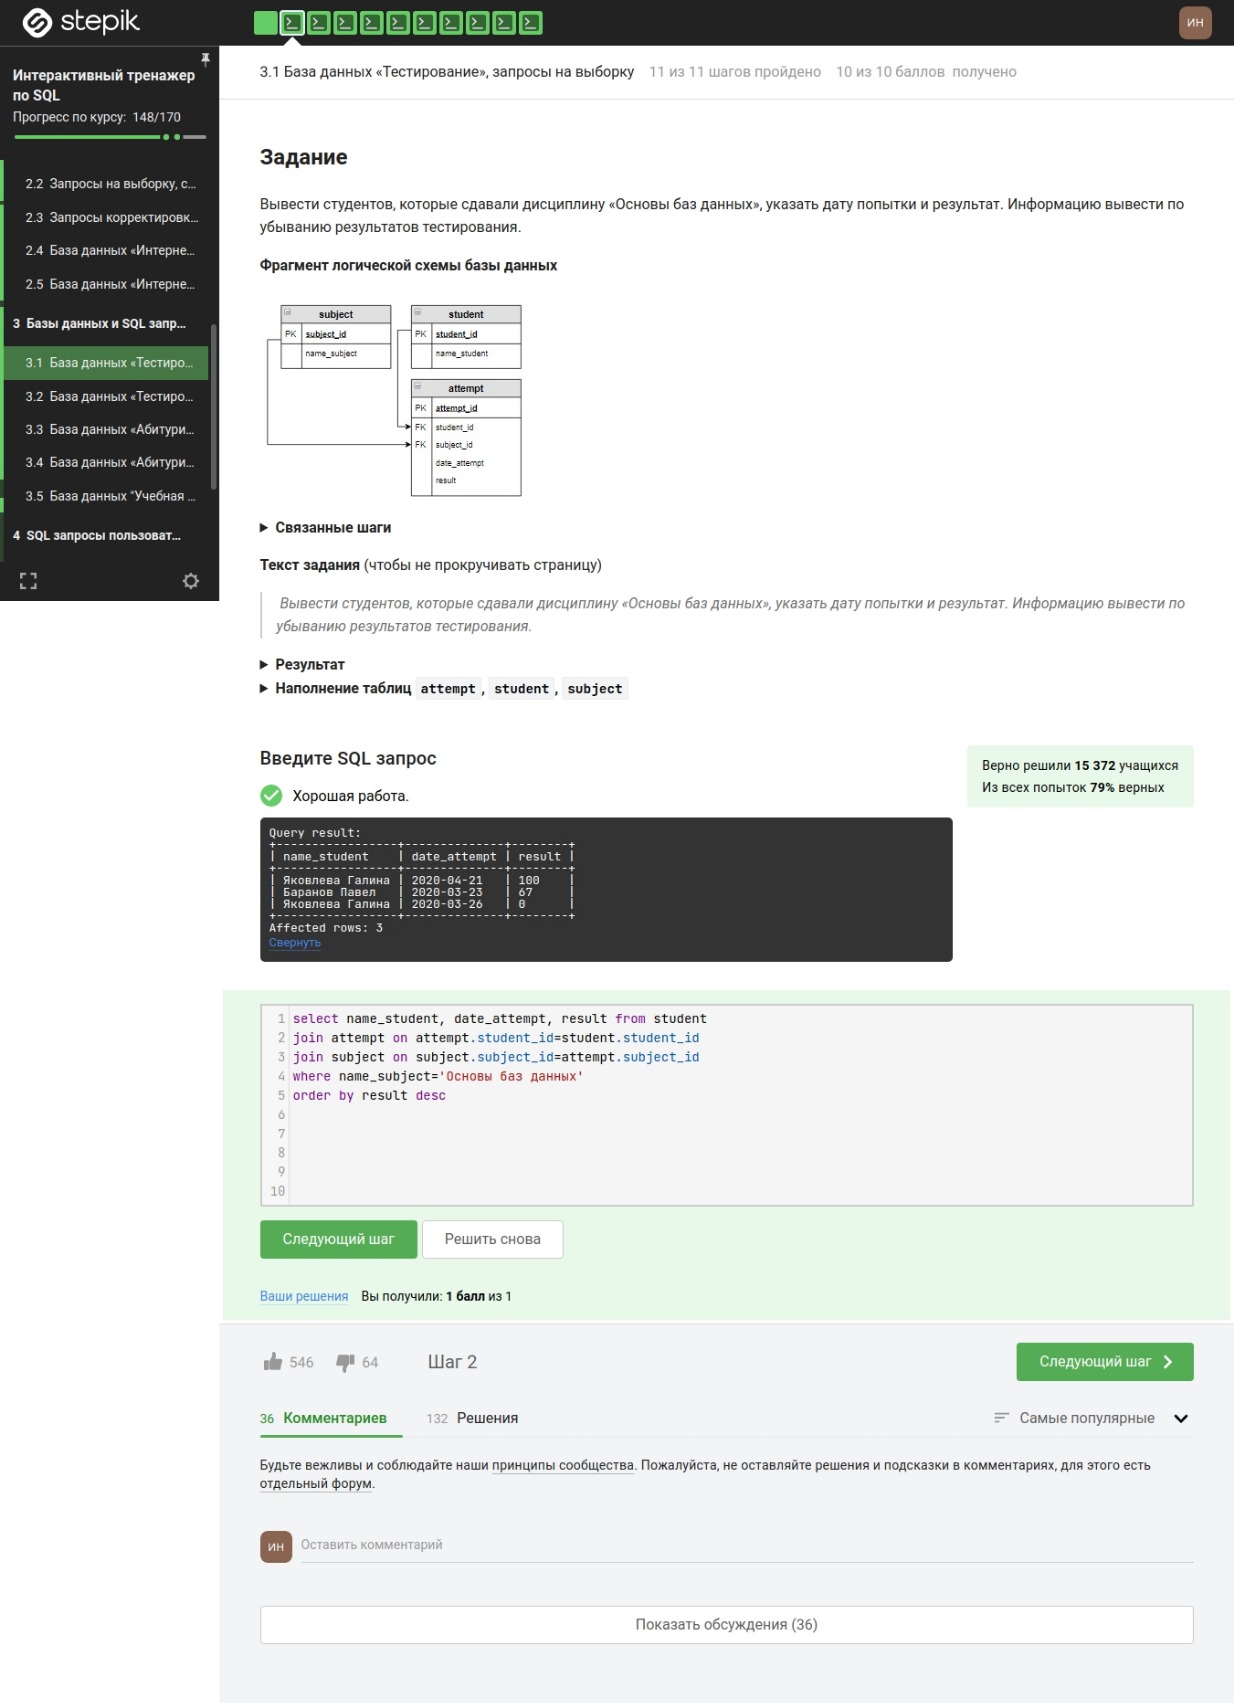 stepik
ИН
Интерактивный тренажер
по SQL
Прогресс по курсу: 148/170
2.2 Запросы на выборку, с...
2.3 Запросы корректировк...
2.4 База данных «Интерне...
2.5 База данных «Интерне...
3 Базы данных и SQL запр...
3.1 База данных «Тестиро...
3.2 База данных «Тестиро...
3.3 База данных «Абитури...
3.4 База данных «Абитури...
3.5 База данных "Учебная ...
4 SQL запросы пользоват...
3.1 База данных «Тестирование», запросы на выборку 11 из 11 шагов пройдено 10 из 10 баллов получено
Задание
Вывести студентов, которые сдавали дисциплину «Основы баз данных», указать дату попытки и результат. Информацию вывести по
убыванию результатов тестирования.
Фрагмент логической схемы базы данных
subject
PK subject_id
name_subject
student
PK student_id
name_student
attempt
PK attempt_id
FK student_id
FK subject_id
date_attempt
result
Связанные шаги
Текст задания (чтобы не прокручивать страницу)
Вывести студентов, которые сдавали дисциплину «Основы баз данных», указать дату попытки и результат. Информацию вывести по
убыванию результатов тестирования.
Результат
Наполнение таблиц attempt, student, subject
Введите SQL запрос
Хорошая работа.
Верно решили 15 372 учащихся
Из всех попыток 79% верных
Query result:
+----------------+--------------+--------+
| name_student | date_attempt | result |
+----------------+--------------+--------+
| Яковлева Галина | 2020-04-21 | 100 |
| Баранов Павел | 2020-03-23 | 67 |
| Яковлева Галина | 2020-03-26 | 0 |
+----------------+--------------+--------+
Affected rows: 3
Свернуть
1 select name_student, date_attempt, result from student
2 join attempt on attempt.student_id=student.student_id
3 join subject on subject.subject_id=attempt.subject_id
4 where name_subject='Основы баз данных'
5 order by result desc
6
7
8
9
10
Следующий шаг Решить снова
Ваши решения Вы получили: 1 балл из 1
546 64 Шаг 2 Следующий шаг
36 Комментариев 132 Решения Самые популярные
Будьте вежливы и соблюдайте наши принципы сообщества. Пожалуйста, не оставляйте решения и подсказки в комментариях, для этого есть
отдельный форум.
ИН Оставить комментарий
Показать обсуждения (36)